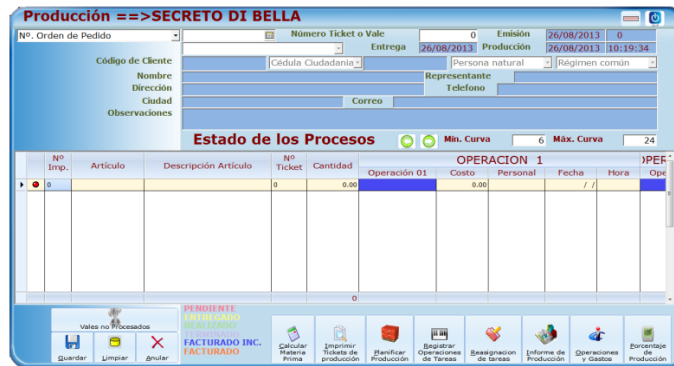 Producción ==>SECRETO DI BELLA
Nº. Orden de Pedido Número Ticket o Vale 0 Emisión 26/08/2013 0
Entrega 26/08/2013 Producción 26/08/2013 10:19:34
Código de Cliente Cédula Ciudadania Persona natural Régimen común
Nombre Representante
Dirección Telefono
Ciudad Correo
Observaciones
Estado de los Procesos Mín. Curva 6 Máx. Curva 24
Nº Imp. Artículo Descripción Artículo Nº Ticket Cantidad OPERACION 1 OPER
Operación 01 Costo Personal Fecha Hora Ope
0 0 0.00 0.00 / /
0
PENDIENTE
ENTREGADO
REALIZADO
TERMINADO
FACTURADO INC.
FACTURADO
Vales no Procesados
Guardar Limpiar Anular
Calcular Materia Prima
Imprimir Tickets de producción
Planificar Producción
Registrar Operaciones de Tareas
Reasignacion de tareas
Informe de Producción
Operaciones y Gastos
Porcentaje de Producción